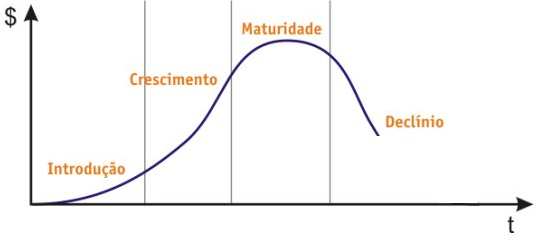 $
Maturidade
Crescimento
Declínio
Introdução
t